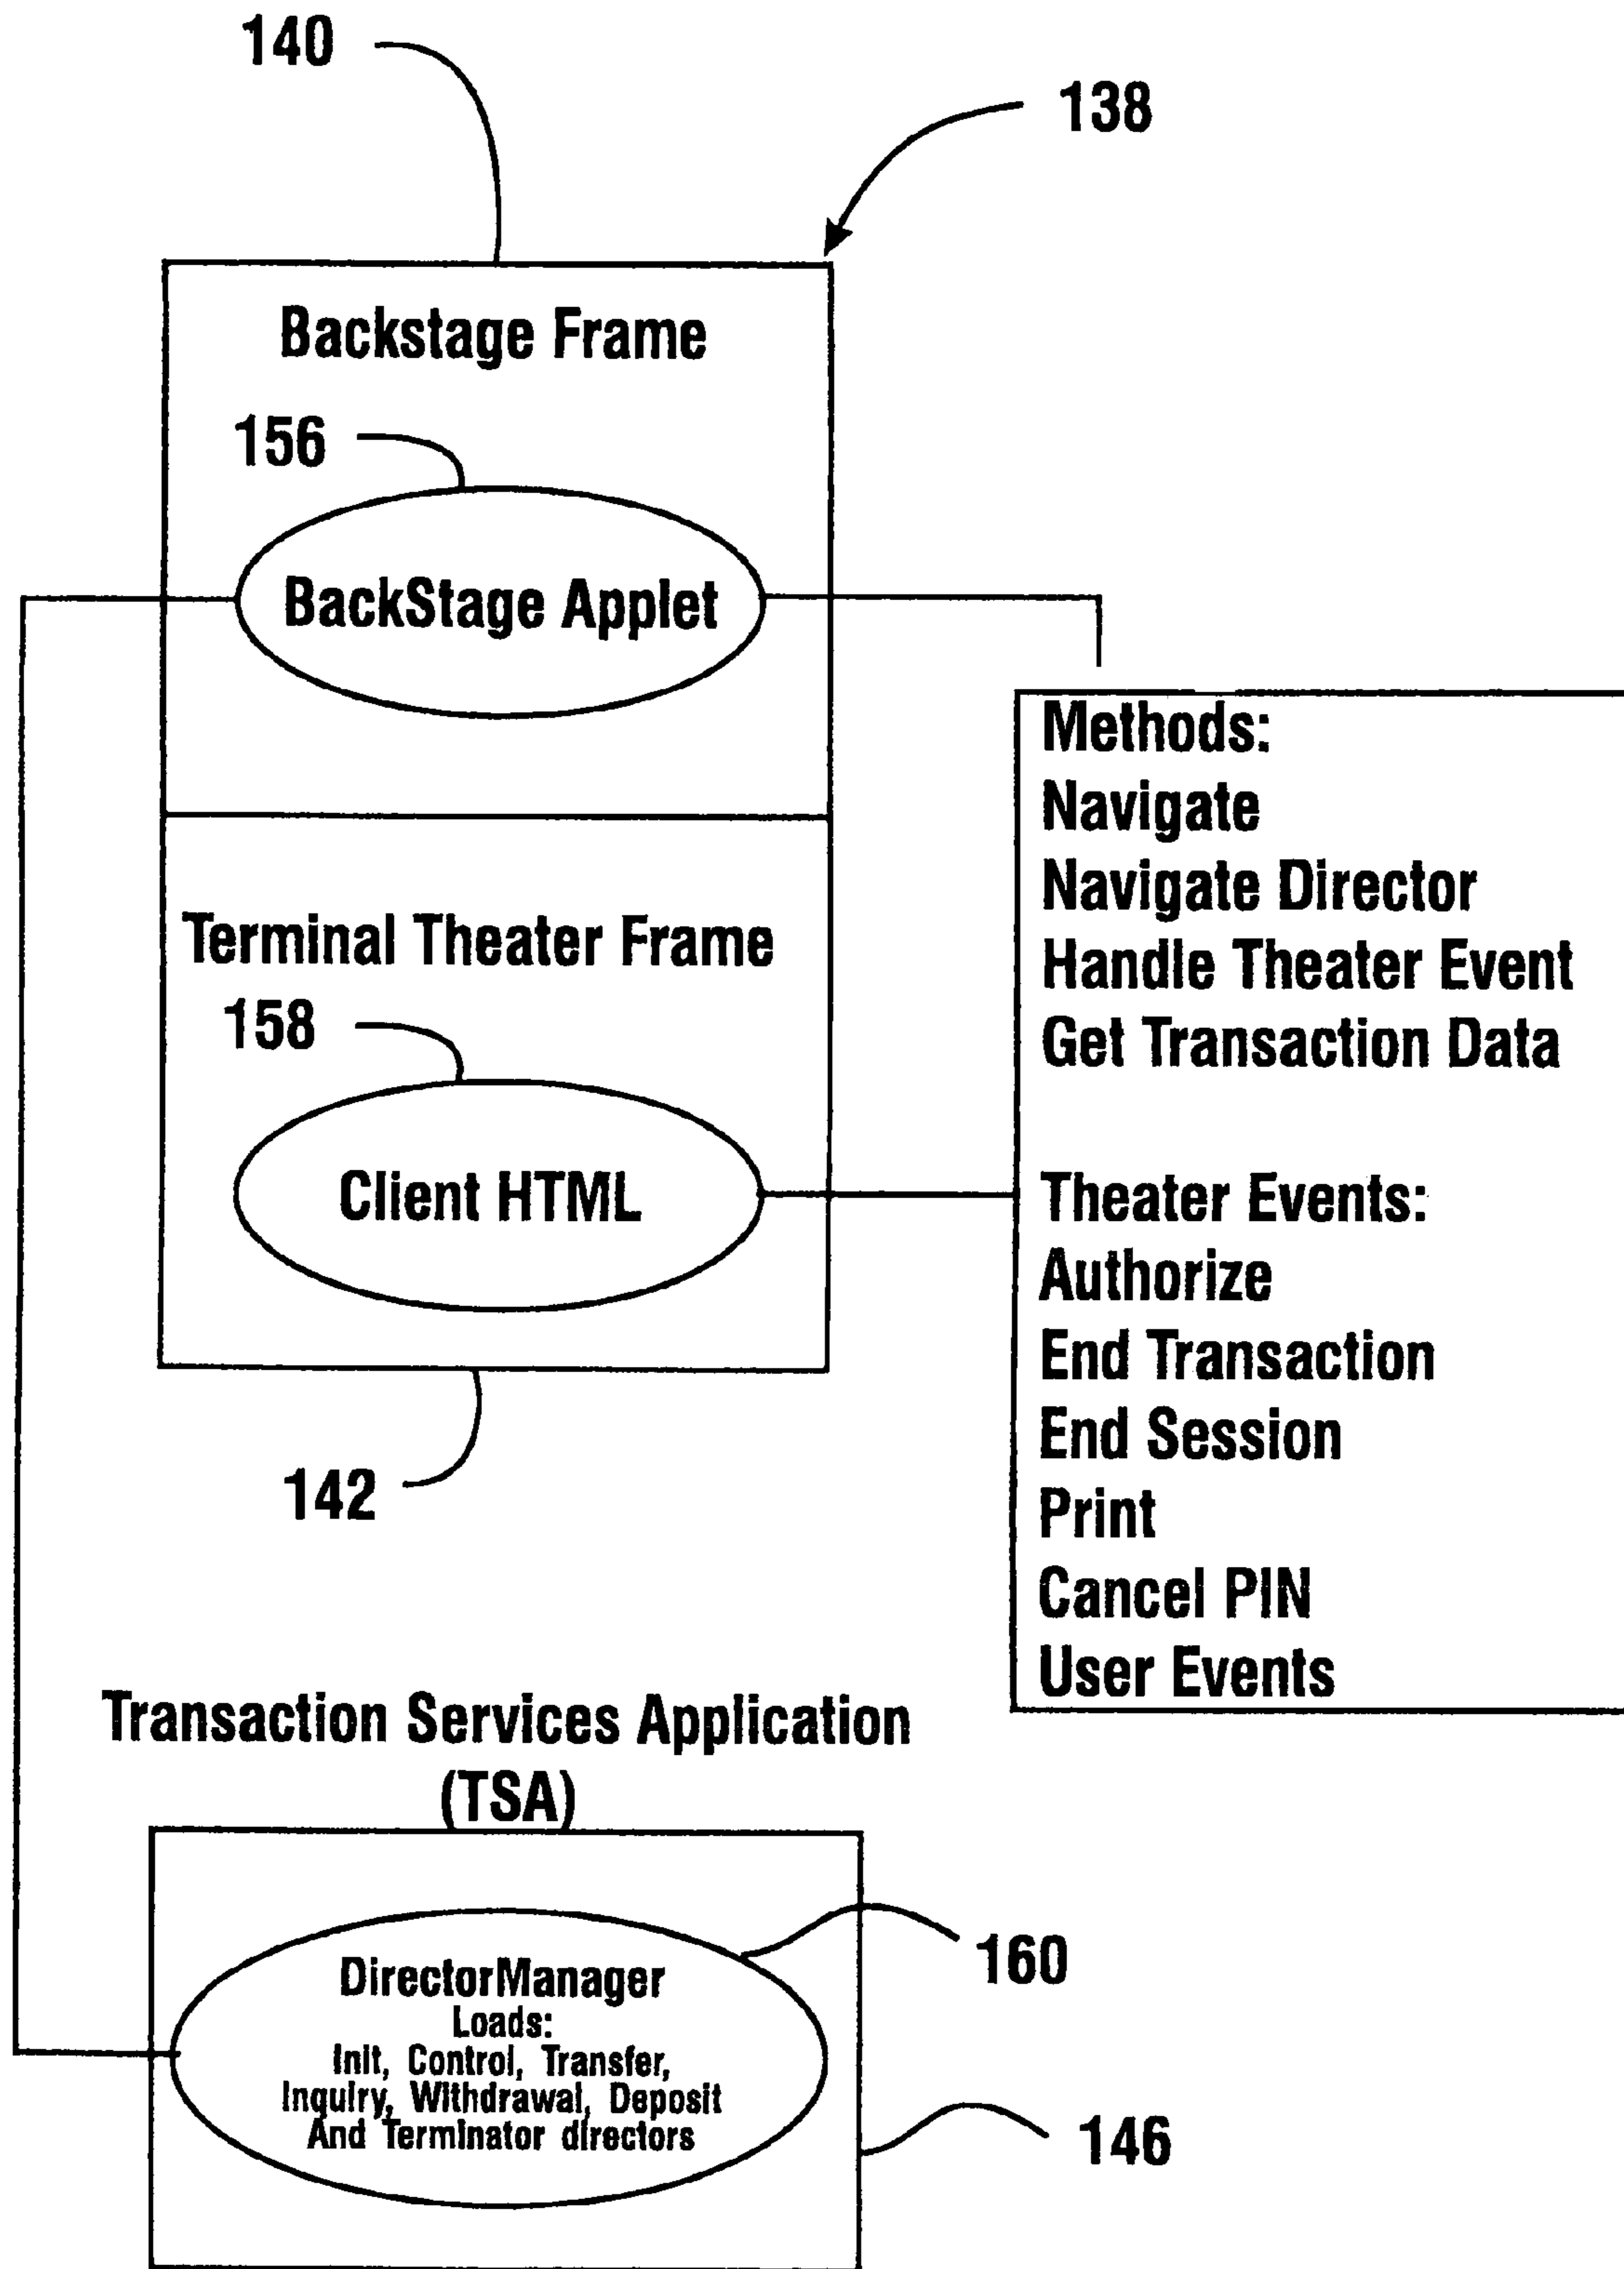 140
138
Backstage Frame
156
BackStage Applet
Methods:
Navigate
Navigate Director
Handle Theater Event
Get Transaction Data
Terminal Theater Frame
158
Client HTML
Theater Events:
Authorize
End Transaction
End Session
Print
Cancel PIN
User Events
142
Transaction Services Application
(TSA)
DirectorManager
Loads:
Init, Control, Transfer,
Inquiry, Withdrawal, Deposit
And Terminator directors
160
146